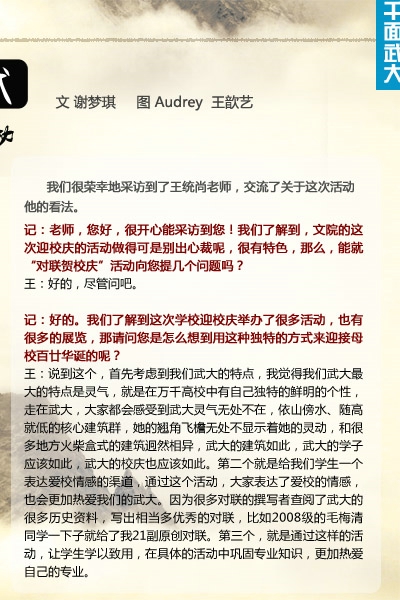 千面武大
文 谢梦琪 图 Audrey 王歆艺
我们很荣幸地采访到了王统尚老师，交流了关于这次活动
他的看法。
记：老师，您好，很开心能采访到您！我们了解到，文院的这
次迎校庆的活动做得可是别出心裁呢，很有特色，那么，能就
“对联贺校庆”活动向您提几个问题吗？
王：好的，尽管问吧。
记：好的。我们了解到这次学校迎校庆举办了很多活动，也有
很多的展览，那请问您是怎么想到用这种独特的方式来迎接母
校百廿华诞的呢？
王：说到这个，首先考虑到我们武大的特点，我觉得我们武大最
大的特点是灵气，就是在万千高校中有自己独特的鲜明的个性，
走在武大，大家都会感受到武大灵气无处不在，依山傍水、随高
就低的核心建筑群，她的翘角飞檐无处不显示着她的灵动，和很
多地方火柴盒式的建筑迥然相异，武大的建筑如此，武大的学子
应该如此，武大的校庆也应该如此。第二个就是给我们学生一个
表达爱校情感的渠道，通过这个活动，大家表达了爱校的情感，
也会更加热爱我们的武大。因为很多对联的撰写者查阅了武大的
很多历史资料，写出相当多优秀的对联，比如2008级的毛梅清
同学一下子就给了我21副原创对联。第三个，就是通过这样的活
动，让学生学以致用，在具体的活动中巩固专业知识，更加热爱
自己的专业。